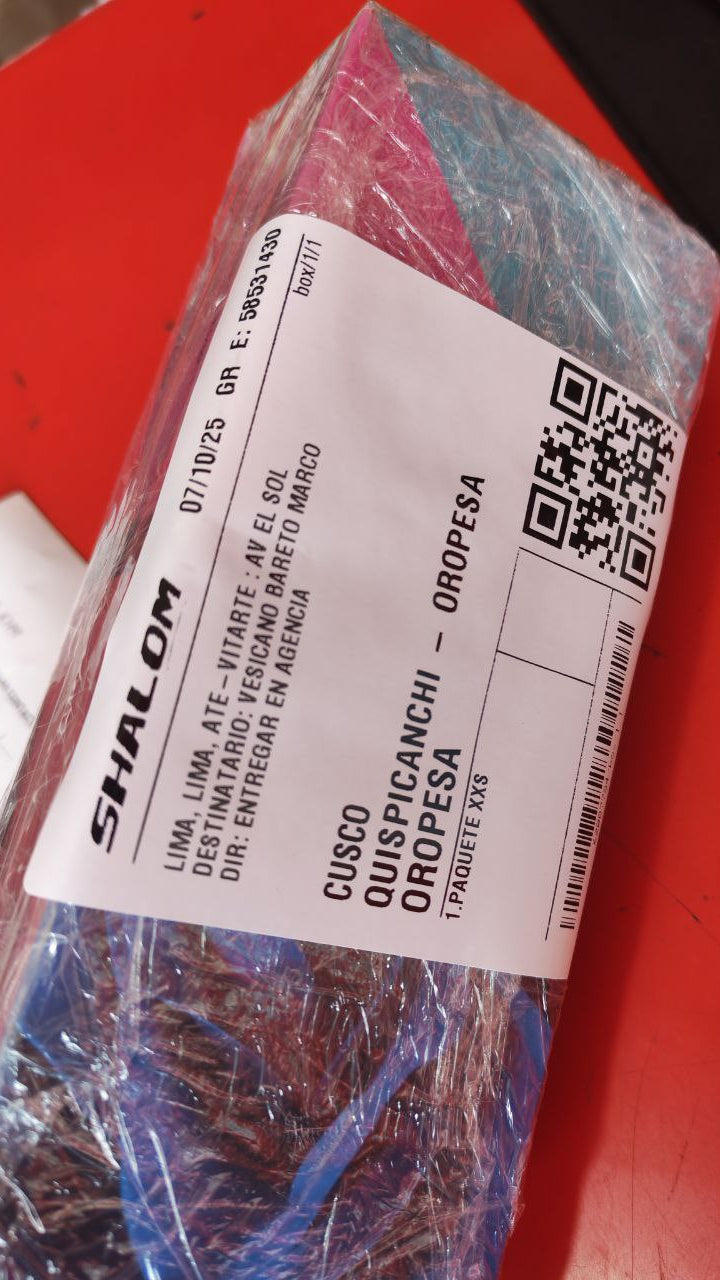 SHALOM 07/10/25 GR E: 58531430
box/1/1
LIMA, LIMA, ATE-VITARTE : AV EL SOL
DESTINATARIO: VESICANO BARETO MARCO
DIR: ENTREGAR EN AGENCIA
CUSCO
QUISPICANCHI - OROPESA
OROPESA
1.PAQUETE XXS